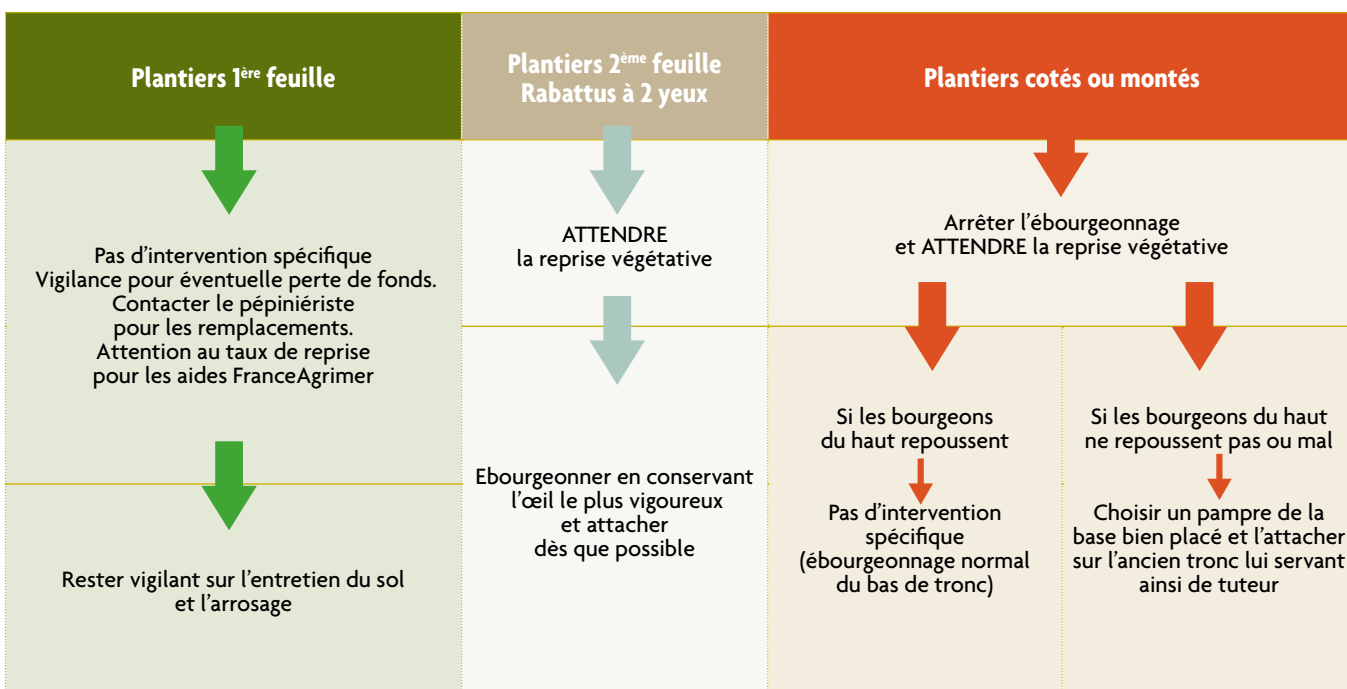 Plantiers 1ère feuille
Pas d'intervention spécifique
Vigilance pour éventuelle perte de fonds.
Contacter le pépiniériste
pour les remplacements.
Attention au taux de reprise
pour les aides FranceAgrimer
Rester vigilant sur l'entretien du sol
et l'arrosage
Plantiers 2ème feuille
Rabattus à 2 yeux
ATTENDRE
la reprise végétative
Ebourgeonner en conservant
l'œil le plus vigoureux
et attacher
dès que possible
Plantiers cotés ou montés
Arrêter l'ébourgeonnage
et ATTENDRE la reprise végétative
Si les bourgeons
du haut repoussent
Pas d'intervention
spécifique
(ébourgeonnage normal
du bas de tronc)
Si les bourgeons du haut
ne repoussent pas ou mal
Choisir un pampre de la
base bien placé et l'attacher
sur l'ancien tronc lui servant
ainsi de tuteur